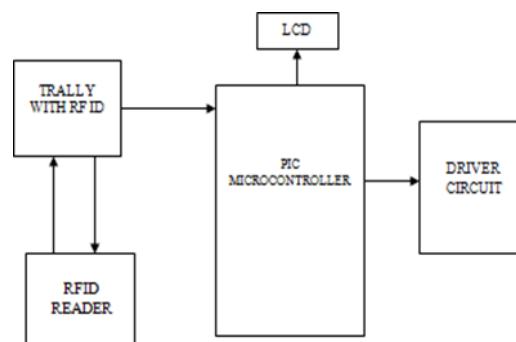 LCD
TRALLY
WITH RF ID
PIC
MICROCONTROLLER
DRIVER
CIRCUIT
RFID
READER